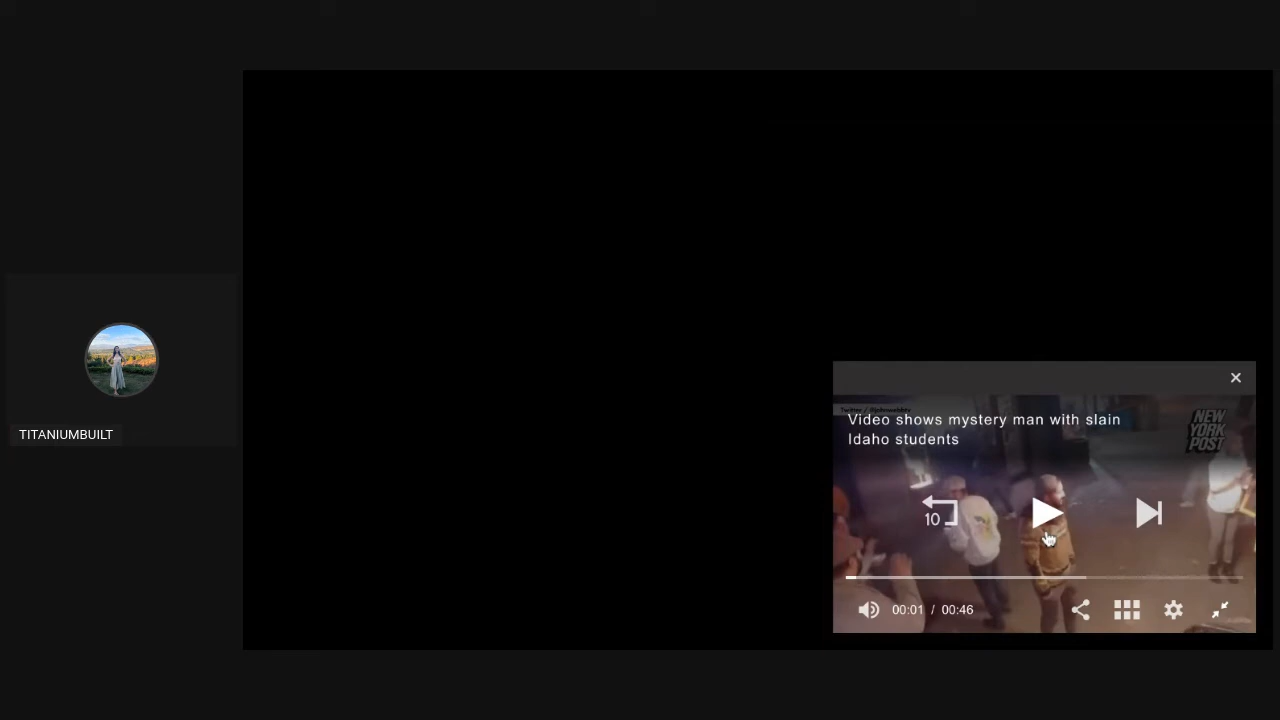 TITANIUMBUILT
Video shows mystery man with slain
Idaho students
NEW
YORK
POST
10
00:01 / 00:46